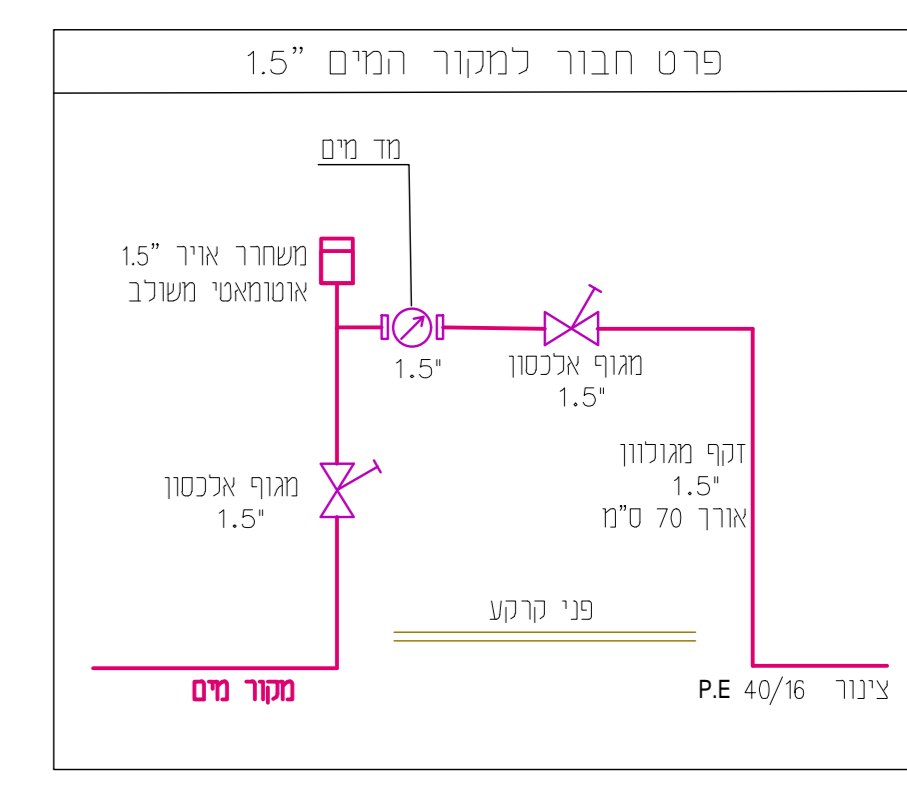 פרט חבור למקור המים 1.5”
מד מים
משחרר אויר 1.5”
אוטומאטי משולב
1.5"
מגוף אלכסון
1.5"
זקף מגולוון
1.5"
אורך 70 ס”מ
מגוף אלכסון
1.5"
פני קרקע
מקור מים
צינור P.E 40/16